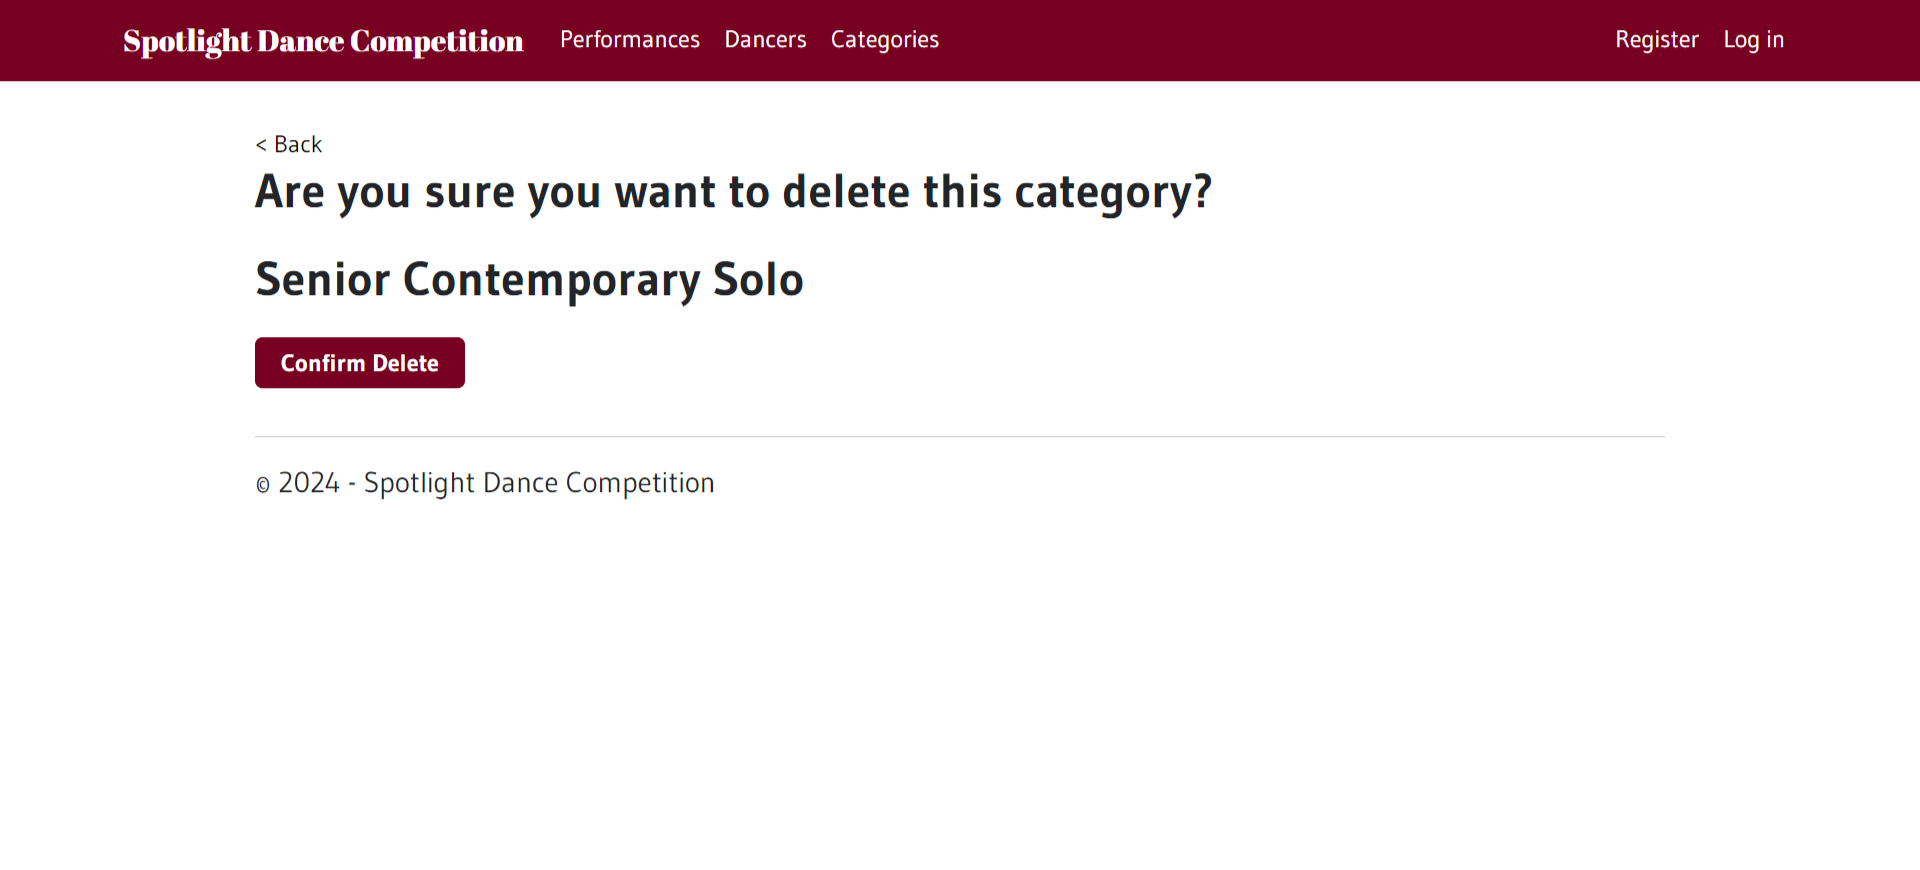 Spotlight Dance Competition Performances Dancers Categories Register Log in
< Back
Are you sure you want to delete this category?
Senior Contemporary Solo
Confirm Delete
© 2024 - Spotlight Dance Competition